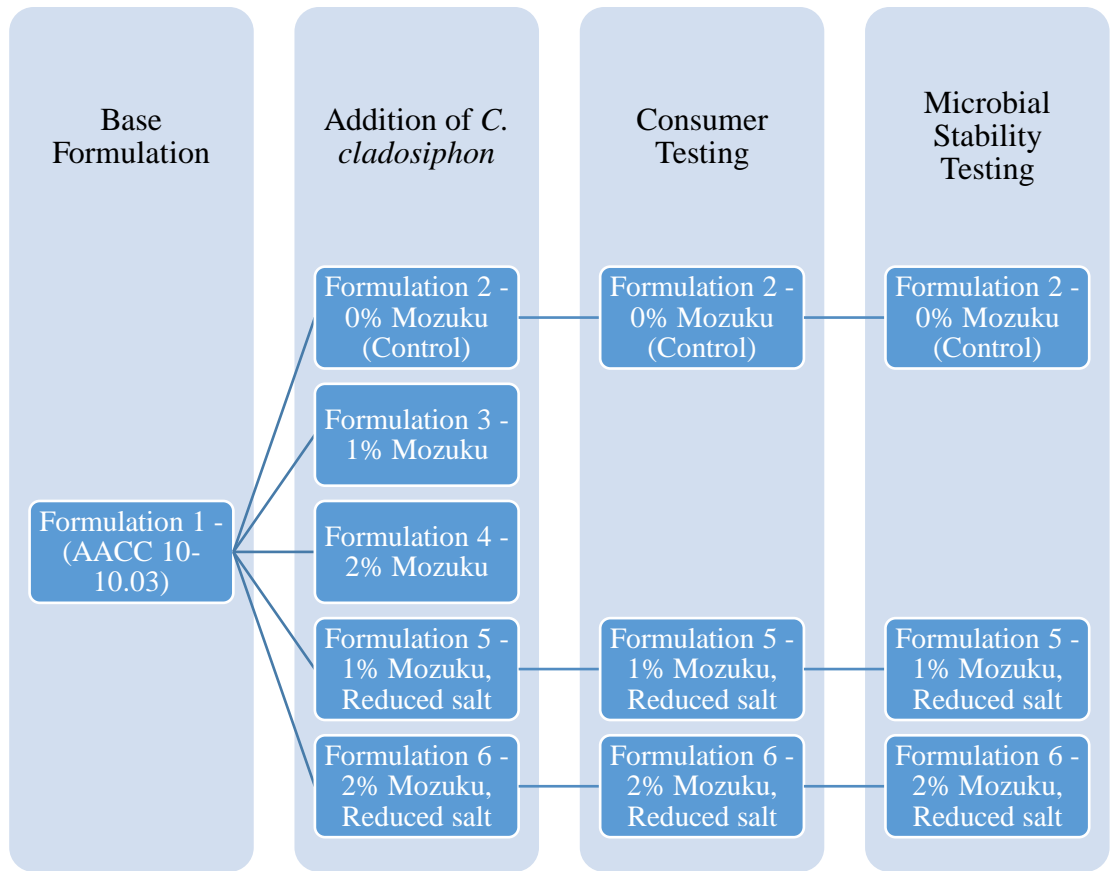 Base
Formulation
Addition of C.
cladosiphon
Consumer
Testing
Microbial
Stability
Testing
Formulation 1 -
(AACC 10-
10.03)
Formulation 2 -
0% Mozuku
(Control)
Formulation 3 -
1% Mozuku
Formulation 4 -
2% Mozuku
Formulation 5 -
1% Mozuku,
Reduced salt
Formulation 6 -
2% Mozuku,
Reduced salt
Formulation 2 -
0% Mozuku
(Control)
Formulation 5 -
1% Mozuku,
Reduced salt
Formulation 6 -
2% Mozuku,
Reduced salt
Formulation 2 -
0% Mozuku
(Control)
Formulation 5 -
1% Mozuku,
Reduced salt
Formulation 6 -
2% Mozuku,
Reduced salt